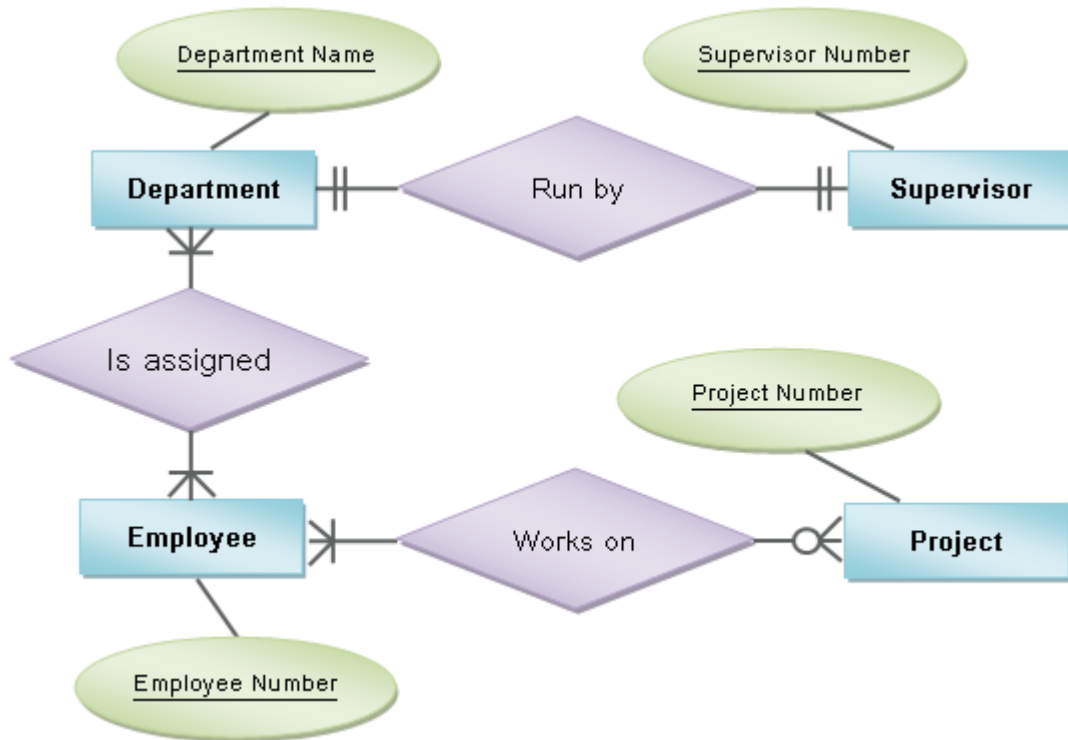 Department Name
Supervisor Number
Department
Run by
Supervisor
Is assigned
Project Number
Employee
Works on
Project
Employee Number